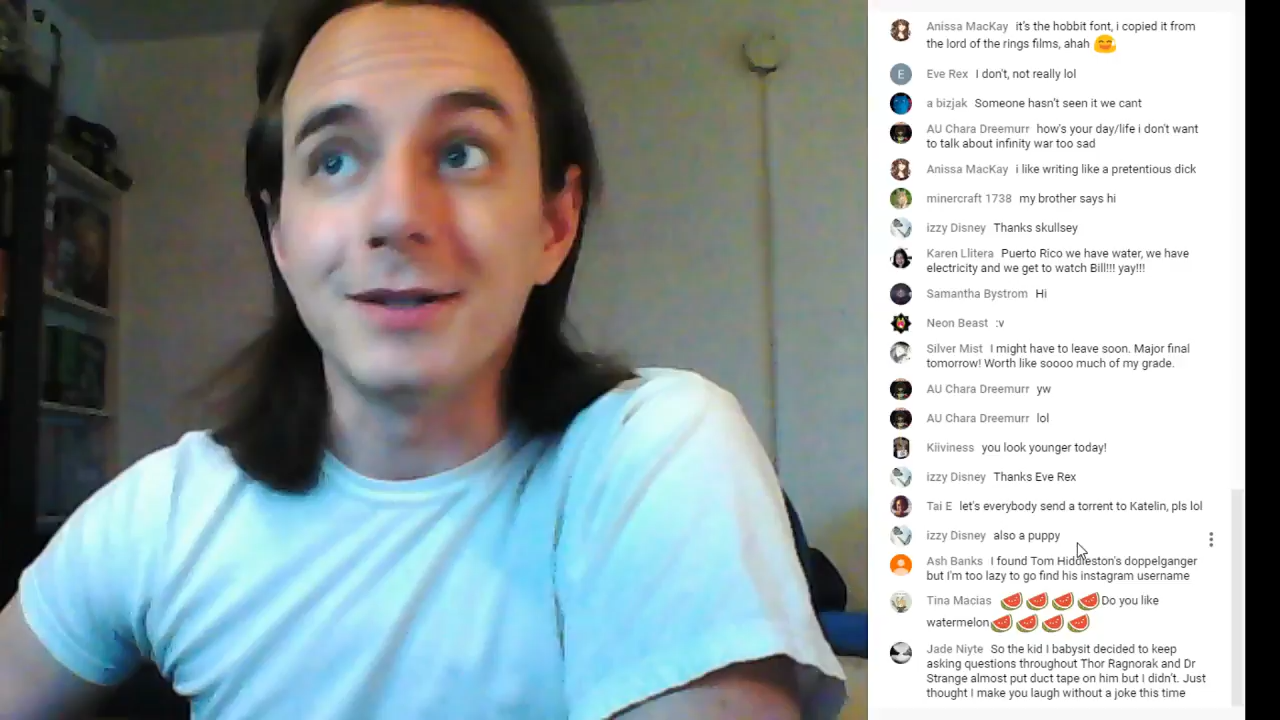 Anissa MacKay it's the hobbit font, i copied it from
the lord of the rings films, ahah
E Eve Rex I don't, not really lol
a bizjak Someone hasn't seen it we cant
AU Chara Dreemurr how's your day/life i don't want
to talk about infinity war too sad
Anissa MacKay i like writing like a pretentious dick
minercraft 1738 my brother says hi
izzy Disney Thanks skullsey
Karen Llitera Puerto Rico we have water, we have
electricity and we get to watch Bill!!! yay!!!
Samantha Bystrom Hi
Neon Beast :v
Silver Mist I might have to leave soon. Major final
tomorrow! Worth like soooo much of my grade.
AU Chara Dreemurr yw
AU Chara Dreemurr lol
Kiiviness you look younger today!
izzy Disney Thanks Eve Rex
Tai E let's everybody send a torrent to Katelin, pls lol
izzy Disney also a puppy
Ash Banks I found Tom Hiddleston's doppelganger
but I'm too lazy to go find his instagram username
Tina Macias 🍉🍉🍉🍉Do you like
watermelon🍉🍉🍉🍉
Jade Niyte So the kid I babysit decided to keep
asking questions throughout Thor Ragnorak and Dr
Strange almost put duct tape on him but I didn't. Just
thought I make you laugh without a joke this time